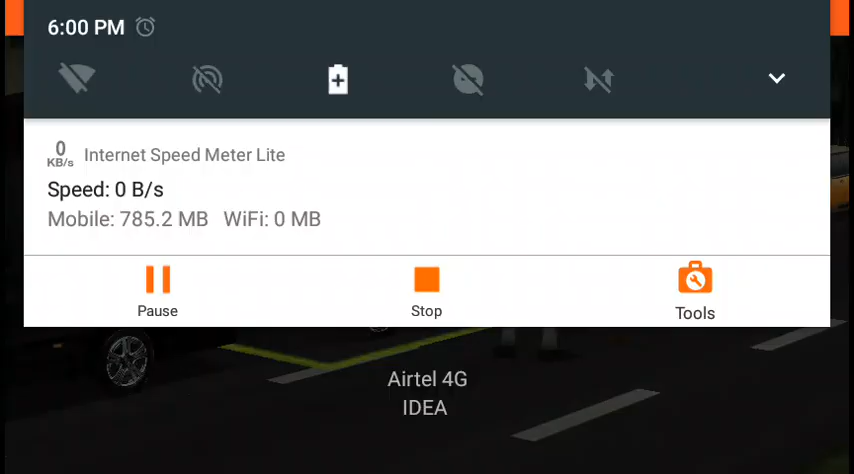 6:00 PM
0
KB/s
Internet Speed Meter Lite
Speed: 0 B/s
Mobile: 785.2 MB WiFi: 0 MB
Pause Stop Tools
Airtel 4G
IDEA